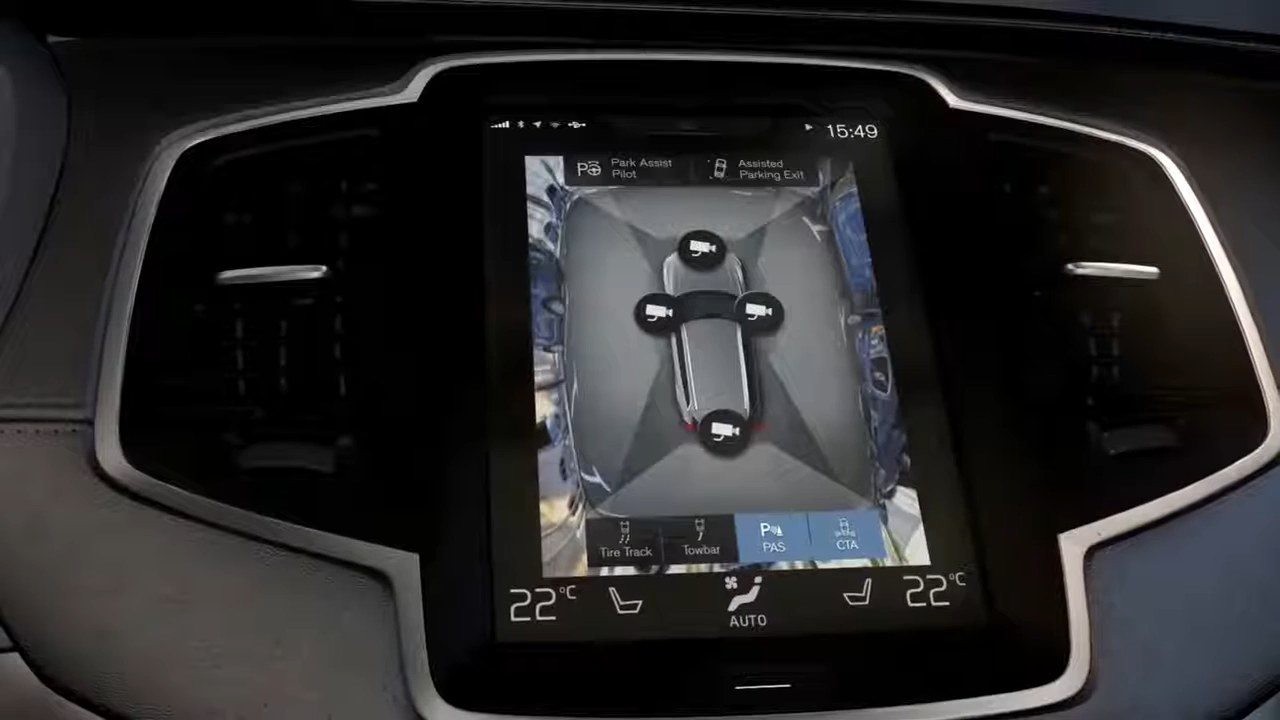 15:49
Park Assist
Pilot
Assisted
Parking Exit
Tire Track
Towbar
PAS
CTA
22°C
AUTO
22°C